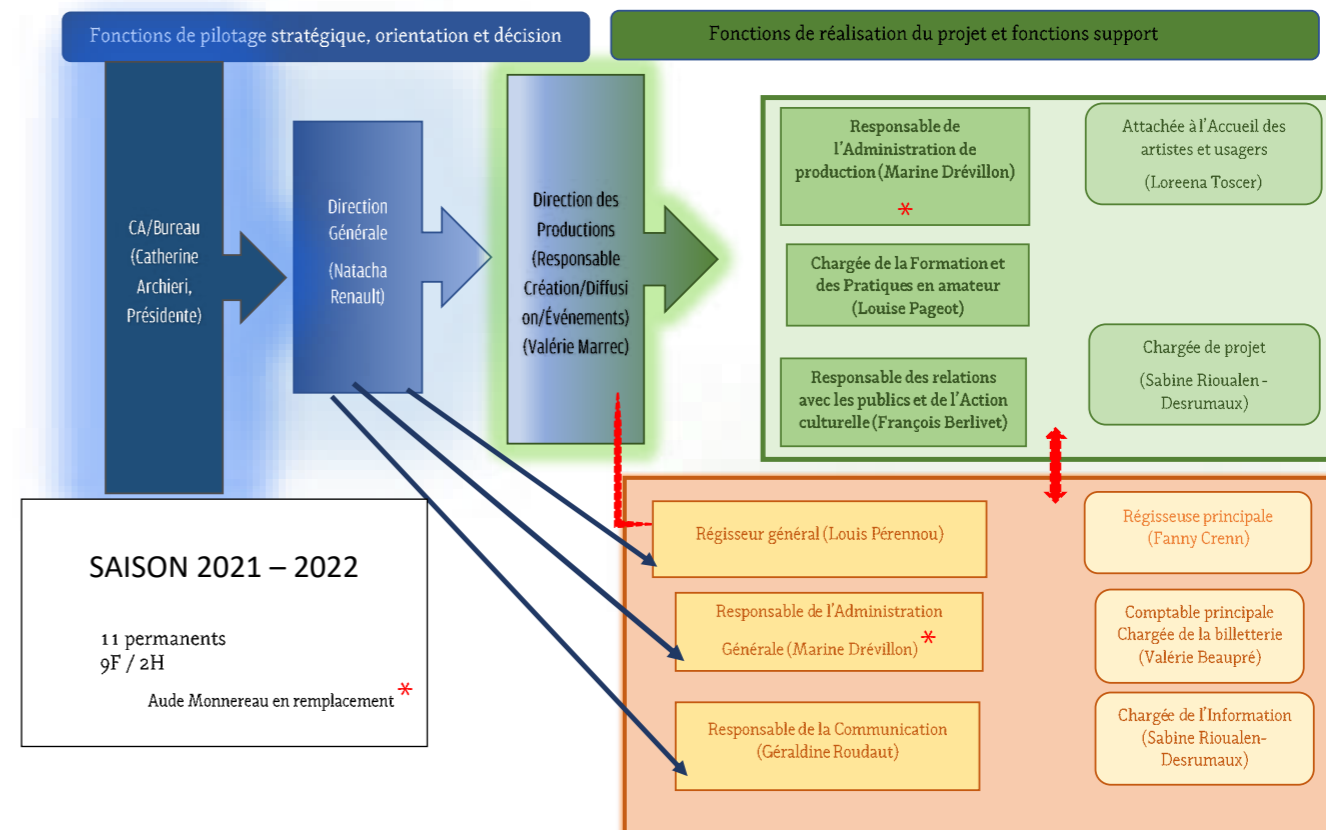 Fonctions de pilotage stratégique, orientation et décision
Fonctions de réalisation du projet et fonctions support
CA/Bureau
(Catherine
Archieri,
Présidente)
Direction
Générale
(Natacha
Renault)
Direction des
Productions
(Responsable
Création/Diffusi
on/Événements)
(Valérie Marrec)
Responsable de
l'Administration de
production (Marine Drévillon)
*
Chargée de la Formation et
des Pratiques en amateur
(Louise Pageot)
Responsable des relations
avec les publics et de l'Action
culturelle (François Berlivet)
Attachée à l'Accueil des
artistes et usagers
(Loreena Toscer)
Chargée de projet
(Sabine Rioualen-
Desrumaux)
Régisseur général (Louis Pérennou)
Responsable de l'Administration
Générale (Marine Drévillon) *
Responsable de la Communication
(Géraldine Roudaut)
Régisseuse principale
(Fanny Crenn)
Comptable principale
Chargée de la billetterie
(Valérie Beaupré)
Chargée de l'Information
(Sabine Rioualen-
Desrumaux)
SAISON 2021 – 2022
11 permanents
9F / 2H
Aude Monnereau en remplacement *